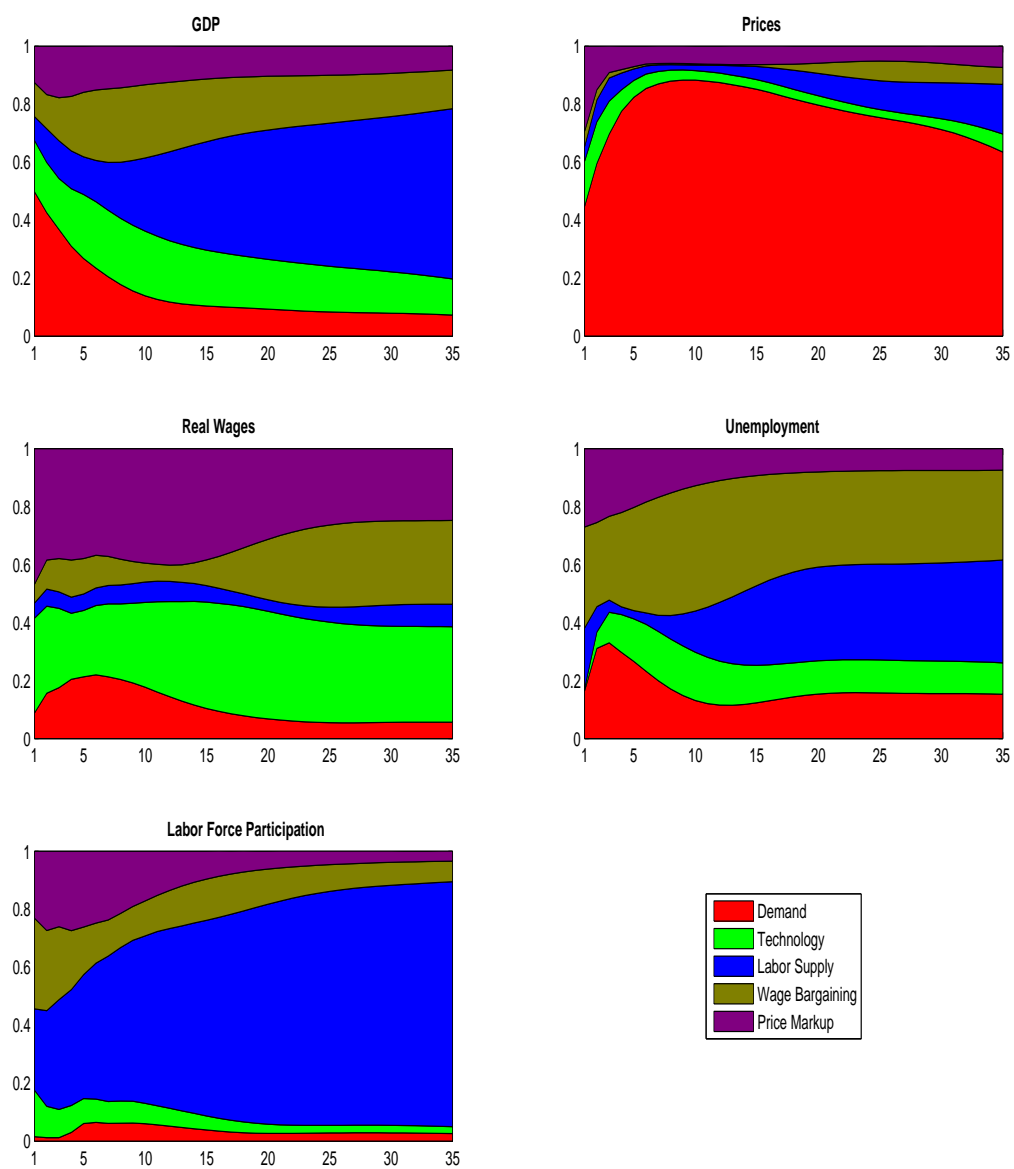 GDP
1
0.8
0.6
0.4
0.2
0
1 5 10 15 20 25 30 35
Prices
1
0.8
0.6
0.4
0.2
0
1 5 10 15 20 25 30 35
Real Wages
1
0.8
0.6
0.4
0.2
0
1 5 10 15 20 25 30 35
Unemployment
1
0.8
0.6
0.4
0.2
0
1 5 10 15 20 25 30 35
Labor Force Participation
1
0.8
0.6
0.4
0.2
0
1 5 10 15 20 25 30 35
Demand
Technology
Labor Supply
Wage Bargaining
Price Markup